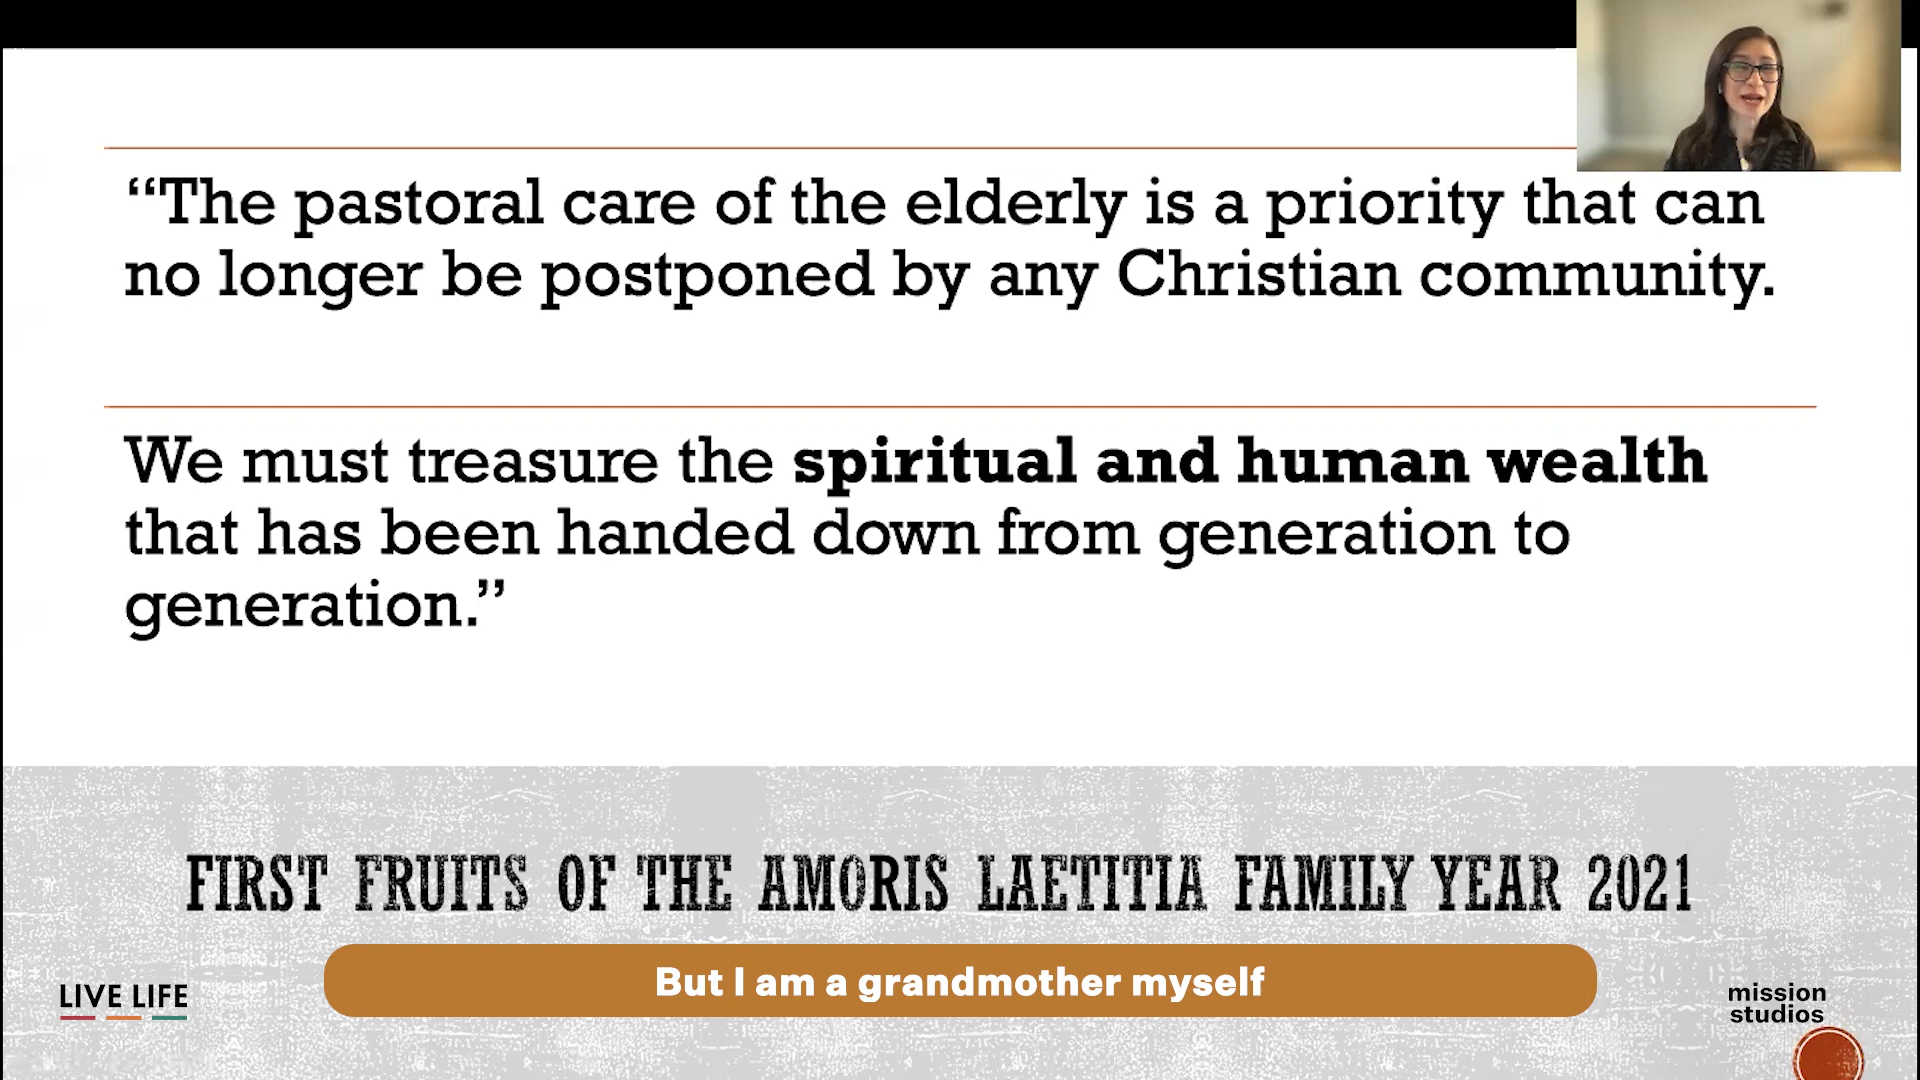 “The pastoral care of the elderly is a priority that can
no longer be postponed by any Christian community.
We must treasure the spiritual and human wealth
that has been handed down from generation to
generation.”
FIRST FRUITS OF THE AMORIS LAETITIA FAMILY YEAR 2021
But I am a grandmother myself
LIVE LIFE
mission
studios